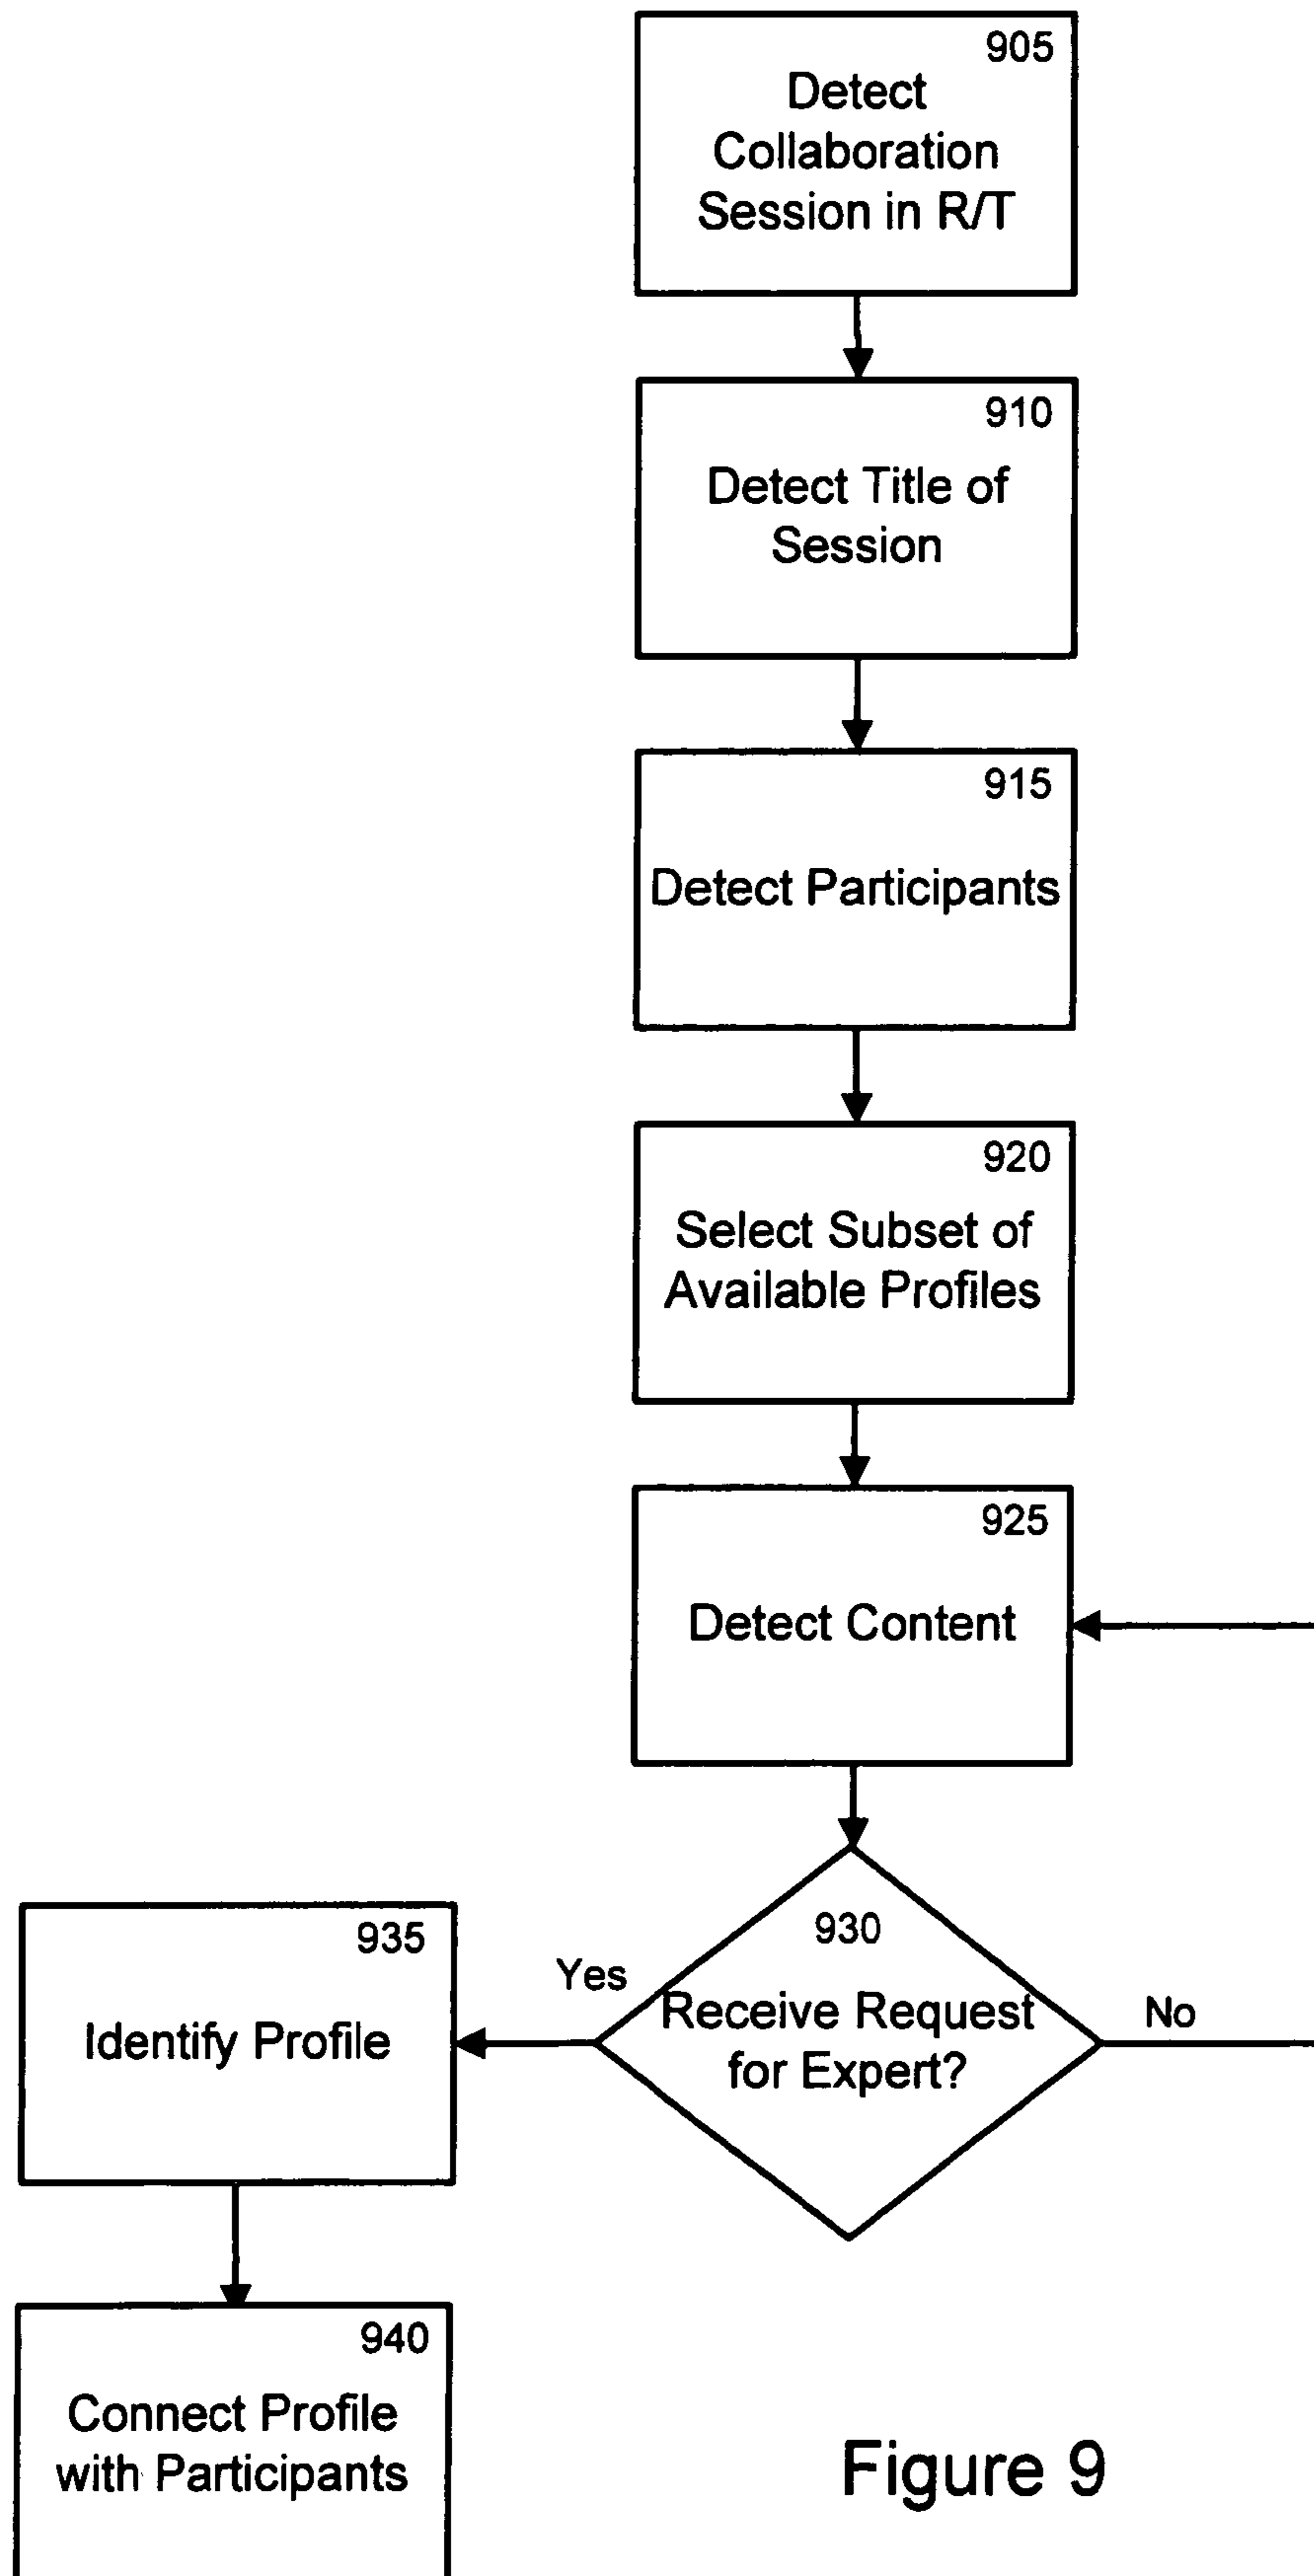 905
Detect
Collaboration
Session in R/T
910
Detect Title of
Session
915
Detect Participants
920
Select Subset of
Available Profiles
925
Detect Content
930
Receive Request
for Expert?
Yes
No
935
Identify Profile
940
Connect Profile
with Participants
Figure 9